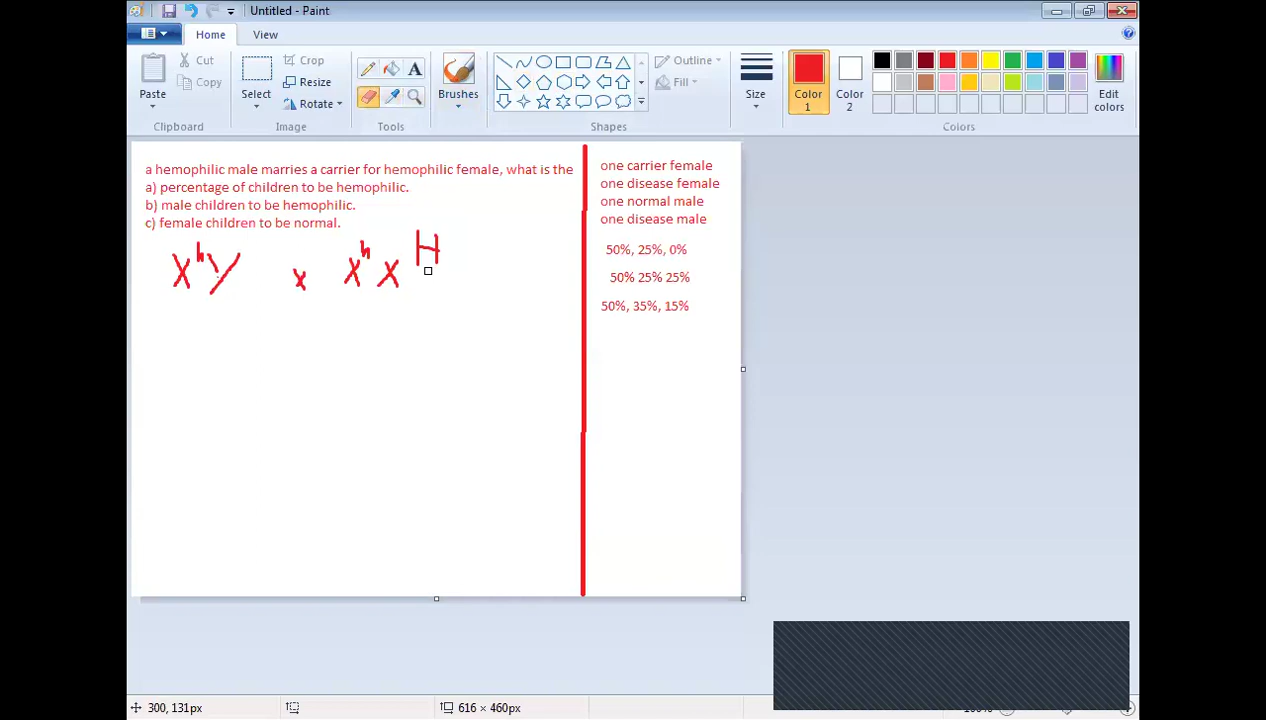 Untitled - Paint
Home View
Paste
Cut
Copy
Clipboard
Select
Crop
Resize
Rotate
Image
A
Tools
Brushes
Outline
Fill
Shapes
Size
Color 1
Color 2
Edit colors
Colors
a hemophilic male marries a carrier for hemophilic female, what is the
a) percentage of children to be hemophilic.
b) male children to be hemophilic.
c) female children to be normal.
X^h Y x X^h X^H
one carrier female
one disease female
one normal male
one disease male
50%, 25%, 0%
50% 25% 25%
50%, 35%, 15%
300, 131px
616 × 460px